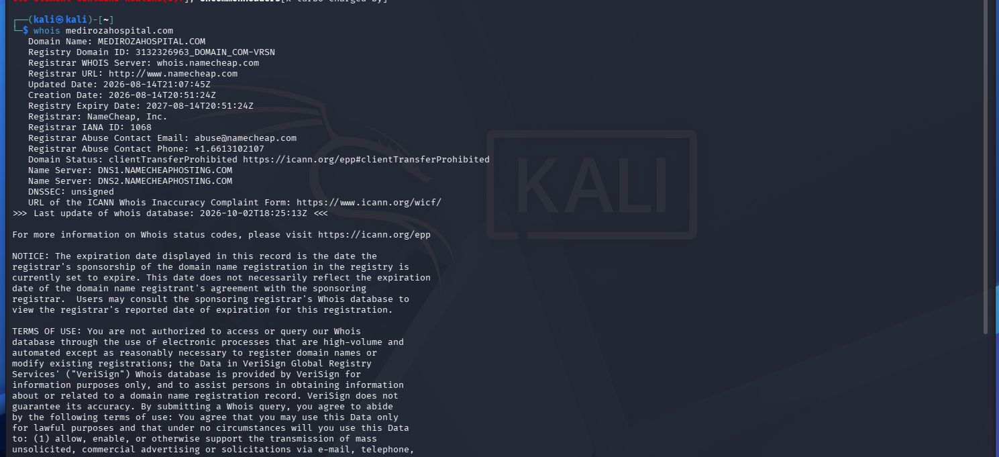 ┌──(kali㉿kali)-[~]
└─$ whois medirozahospital.com
Domain Name: MEDIROZAHOSPITAL.COM
Registry Domain ID: 3132326963_DOMAIN_COM-VRSN
Registrar WHOIS Server: whois.namecheap.com
Registrar URL: http://www.namecheap.com
Updated Date: 2026-08-14T21:07:45Z
Creation Date: 2026-08-14T20:51:24Z
Registry Expiry Date: 2027-08-14T20:51:24Z
Registrar: NameCheap, Inc.
Registrar IANA ID: 1068
Registrar Abuse Contact Email: abuse@namecheap.com
Registrar Abuse Contact Phone: +1.6613102107
Domain Status: clientTransferProhibited https://icann.org/epp#clientTransferProhibited
Name Server: DNS1.NAMECHEAPHOSTING.COM
Name Server: DNS2.NAMECHEAPHOSTING.COM
DNSSEC: unsigned
URL of the ICANN Whois Inaccuracy Complaint Form: https://www.icann.org/wicf/
>>> Last update of whois database: 2026-10-02T18:25:13Z <<<
KALI
For more information on Whois status codes, please visit https://icann.org/epp
NOTICE: The expiration date displayed in this record is the date the
registrar's sponsorship of the domain name registration in the registry is
currently set to expire. This date does not necessarily reflect the expiration
date of the domain name registrant's agreement with the sponsoring
registrar.  Users may consult the sponsoring registrar's Whois database to
view the registrar's reported date of expiration for this registration.
TERMS OF USE: You are not authorized to access or query our Whois
database through the use of electronic processes that are high-volume and
automated except as reasonably necessary to register domain names or
modify existing registrations; the Data in VeriSign Global Registry
Services' ("VeriSign") Whois database is provided by VeriSign for
information purposes only, and to assist persons in obtaining information
about or related to a domain name registration record. VeriSign does not
guarantee its accuracy. By submitting a Whois query, you agree to abide
by the following terms of use: You agree that you may use this Data only
for lawful purposes and that under no circumstances will you use this Data
to: (1) allow, enable, or otherwise support the transmission of mass
unsolicited, commercial advertising or solicitations via e-mail, telephone,